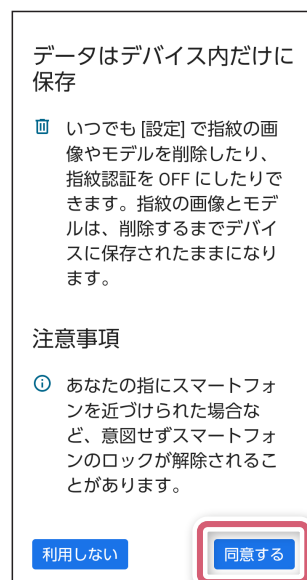 データはデバイス内だけに
保存
いつでも [設定] で指紋の画
像やモデルを削除したり、
指紋認証を OFF にしたりで
きます。指紋の画像とモデ
ルは、削除するまでデバイ
スに保存されたままになり
ます。
注意事項
あなたの指にスマートフォ
ンを近づけられた場合な
ど、意図せずスマートフォ
ンのロックが解除されるこ
とがあります。
利用しない
同意する